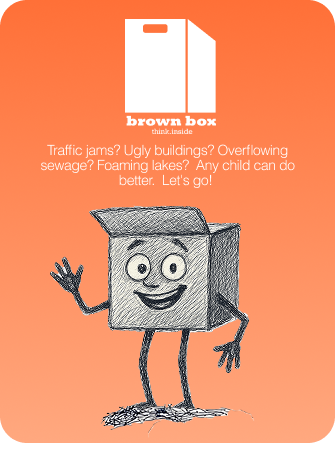 brown box
think.inside
Traffic jams? Ugly buildings? Overflowing
sewage? Foaming lakes?  Any child can do
better.  Let's go!